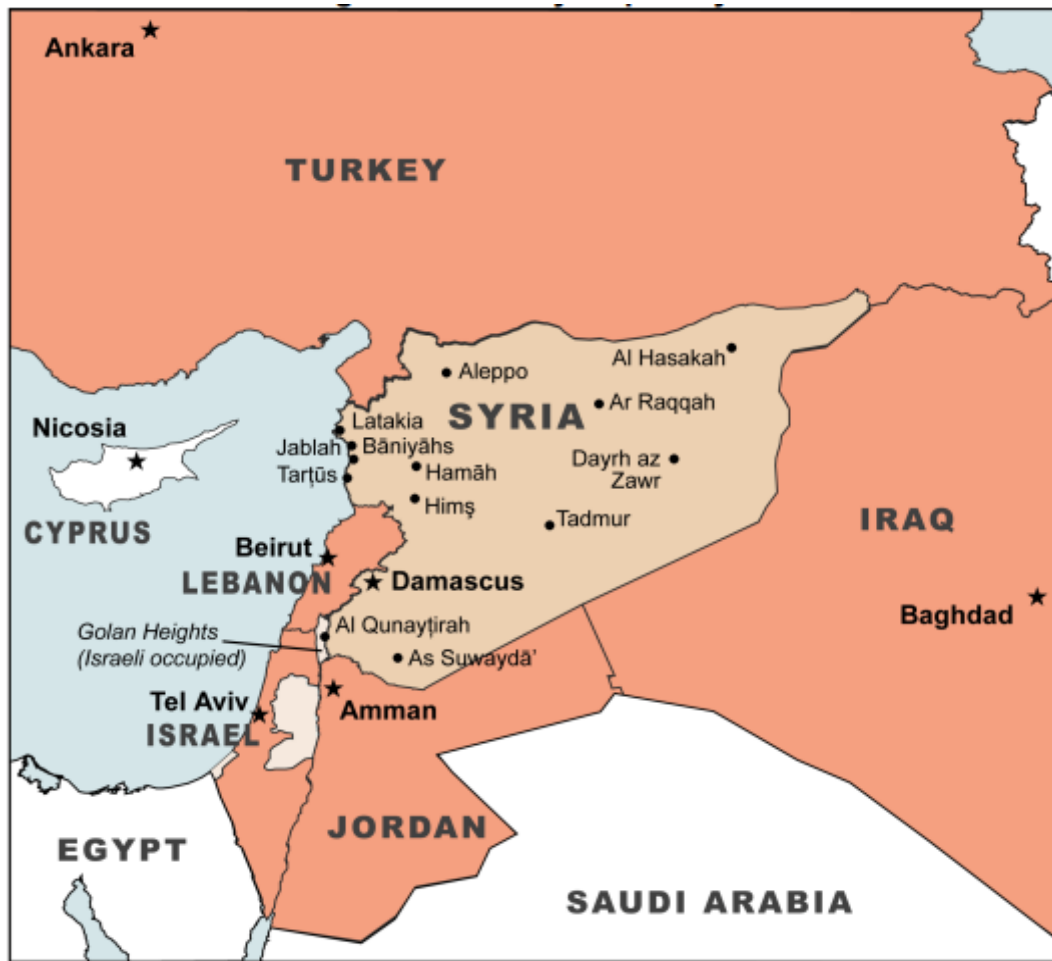 Ankara
TURKEY
Al Hasakah
Aleppo
Ar Raqqah
SYRIA
Latakia
Nicosia
Jablah
Bāniyāhs
Dayrh az
Zawr
Hamāh
Tarţūs
Himş
Tadmur
IRAQ
CYPRUS
Beirut
LEBANON
Damascus
Baghdad
Golan Heights
(Israeli occupied)
Al Qunayţirah
As Suwaydā’
Tel Aviv
ISRAEL
Amman
JORDAN
EGYPT
SAUDI ARABIA